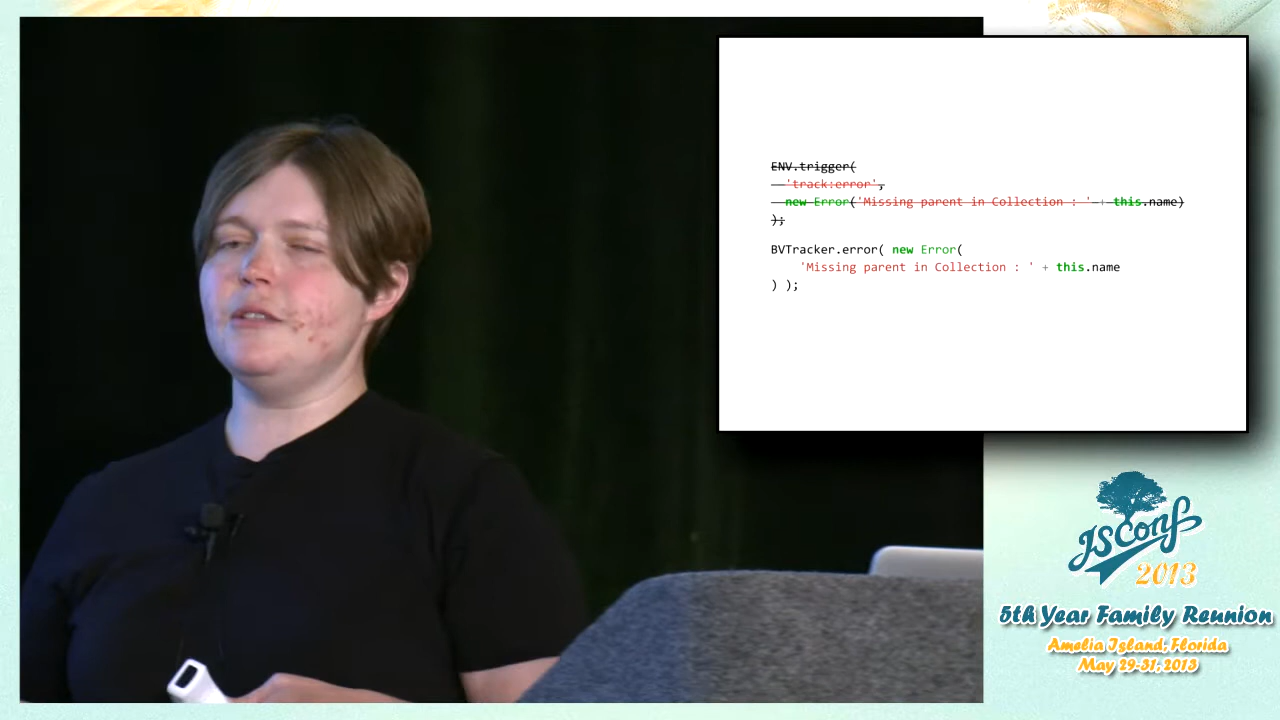 ENV.trigger(
'track:error',
new Error('Missing parent in Collection : ' + this.name)
);
BVTracker.error( new Error(
'Missing parent in Collection : ' + this.name
) );
JSConf
2013
5th Year Family Reunion
Amelia Island, Florida
May 29-31, 2013